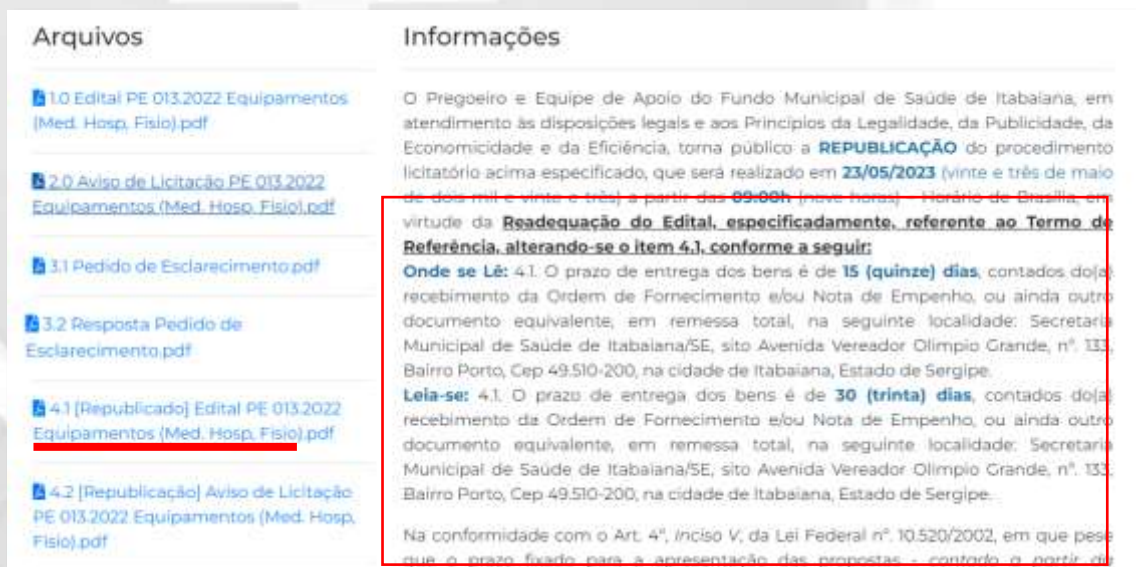 Arquivos
1.0 Edital PE 013.2022 Equipamentos
(Med. Hosp, Fisio).pdf
2.0 Aviso de Licitação PE 013.2022
Equipamentos (Med. Hosp, Fisio).pdf
3.1 Pedido de Esclarecimento.pdf
3.2 Resposta Pedido de
Esclarecimento.pdf
4.1 [Republicado] Edital PE 013.2022
Equipamentos (Med. Hosp, Fisio).pdf
4.2 [Republicação] Aviso de Licitação
PE 013.2022 Equipamentos (Med. Hosp,
Fisio).pdf
Informações
O Pregoeiro e Equipe de Apoio do Fundo Municipal de Saúde de Itabaiana, em
atendimento às disposições legais e aos Princípios da Legalidade, da Publicidade, da
Economicidade e da Eficiência, torna público a REPUBLICAÇÃO do procedimento
licitatório acima especificado, que será realizado em 23/05/2023 (vinte e três de maio
de dois mil e vinte e três) a partir das 09:00h (nove horas) - Horário de Brasília, em
virtude da Readequação do Edital, especificadamente, referente ao Termo de
Referência, alterando-se o item 4.1, conforme a seguir:
Onde se Lê: 4.1. O prazo de entrega dos bens é de 15 (quinze) dias, contados do(a)
recebimento da Ordem de Fornecimento e/ou Nota de Empenho, ou ainda outro
documento equivalente, em remessa total, na seguinte localidade: Secretaria
Municipal de Saúde de Itabaiana/SE, sito Avenida Vereador Olimpio Grande, nº. 133,
Bairro Porto, Cep 49.510-200, na cidade de Itabaiana, Estado de Sergipe.
Leia-se: 4.1. O prazo de entrega dos bens é de 30 (trinta) dias, contados do(a)
recebimento da Ordem de Fornecimento e/ou Nota de Empenho, ou ainda outro
documento equivalente, em remessa total, na seguinte localidade: Secretaria
Municipal de Saúde de Itabaiana/SE, sito Avenida Vereador Olimpio Grande, nº. 133,
Bairro Porto, Cep 49.510-200, na cidade de Itabaiana, Estado de Sergipe.
Na conformidade com o Art. 4º, Inciso V, da Lei Federal nº. 10.520/2002, em que pese
que o prazo fixado para a apresentação das propostas - contado a partir da